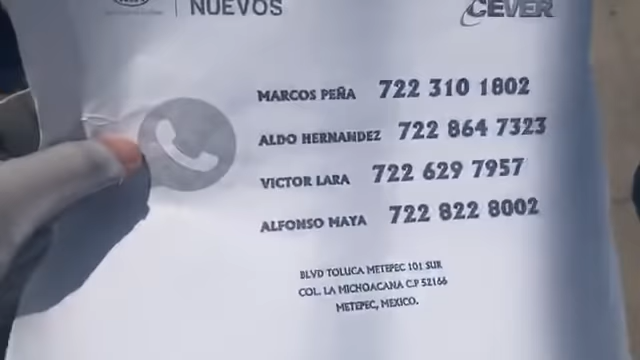 NUEVOS
CEVER
MARCOS PEÑA 722 310 1802
ALDO HERNANDEZ 722 864 7323
VICTOR LARA 722 629 7957
ALFONSO MAYA 722 822 8002
BLVD TOLUCA METEPEC 101 SUR
COL. LA MICHOACANA C.P 52166
METEPEC, MEXICO.